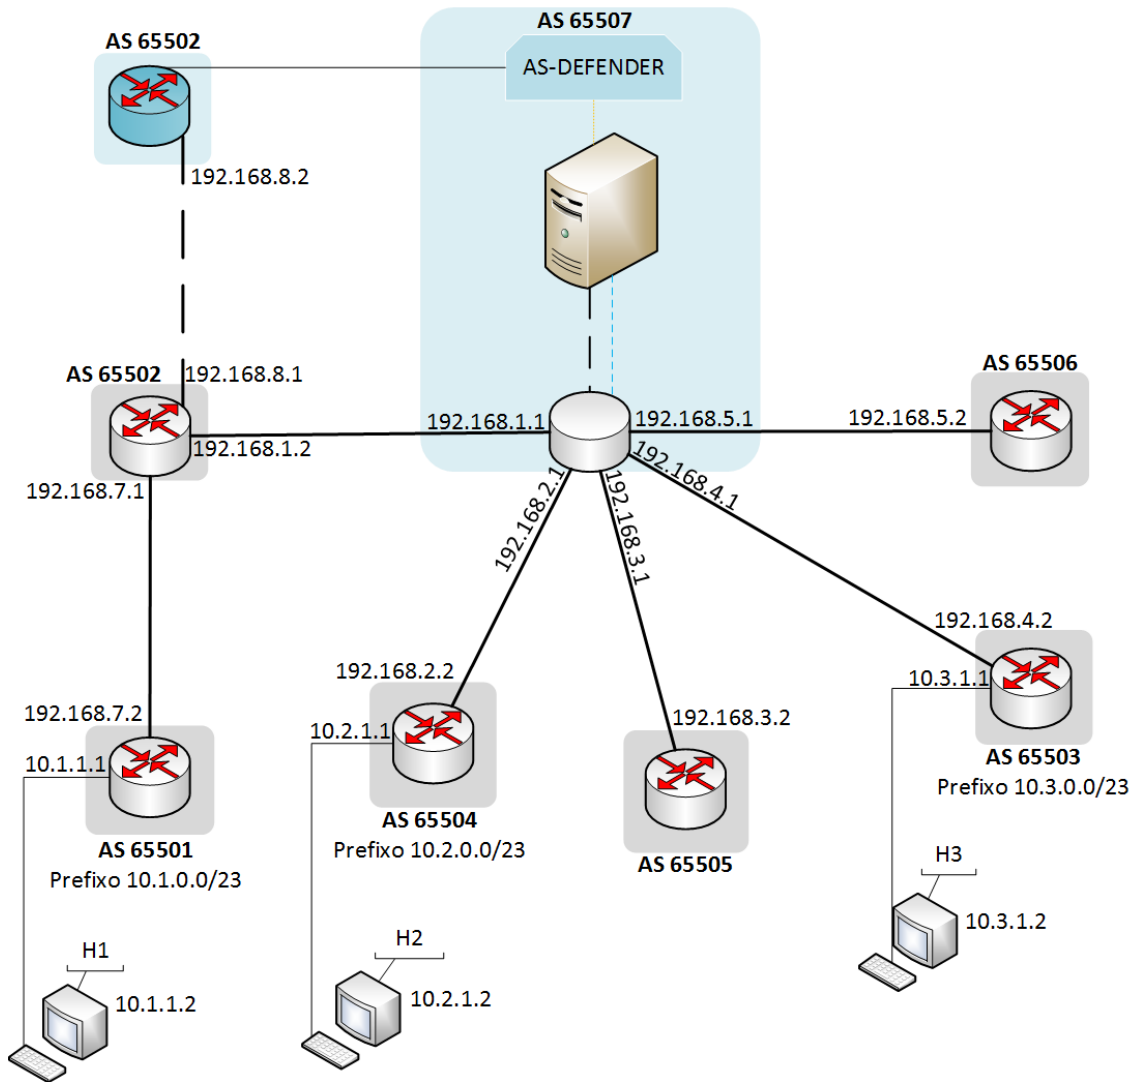 AS 65507
AS 65502
AS-DEFENDER
192.168.8.2
AS 65506
AS 65502
192.168.8.1
192.168.1.1
192.168.5.1
192.168.5.2
192.168.1.2
192.168.7.1
192.168.2.1
192.168.3.1
192.168.4.1
192.168.4.2
192.168.2.2
10.3.1.1
192.168.7.2
10.2.1.1
192.168.3.2
10.1.1.1
AS 65503
Prefixo 10.3.0.0/23
AS 65504
Prefixo 10.2.0.0/23
AS 65501
Prefixo 10.1.0.0/23
AS 65505
H3
10.3.1.2
H1
H2
10.1.1.2
10.2.1.2